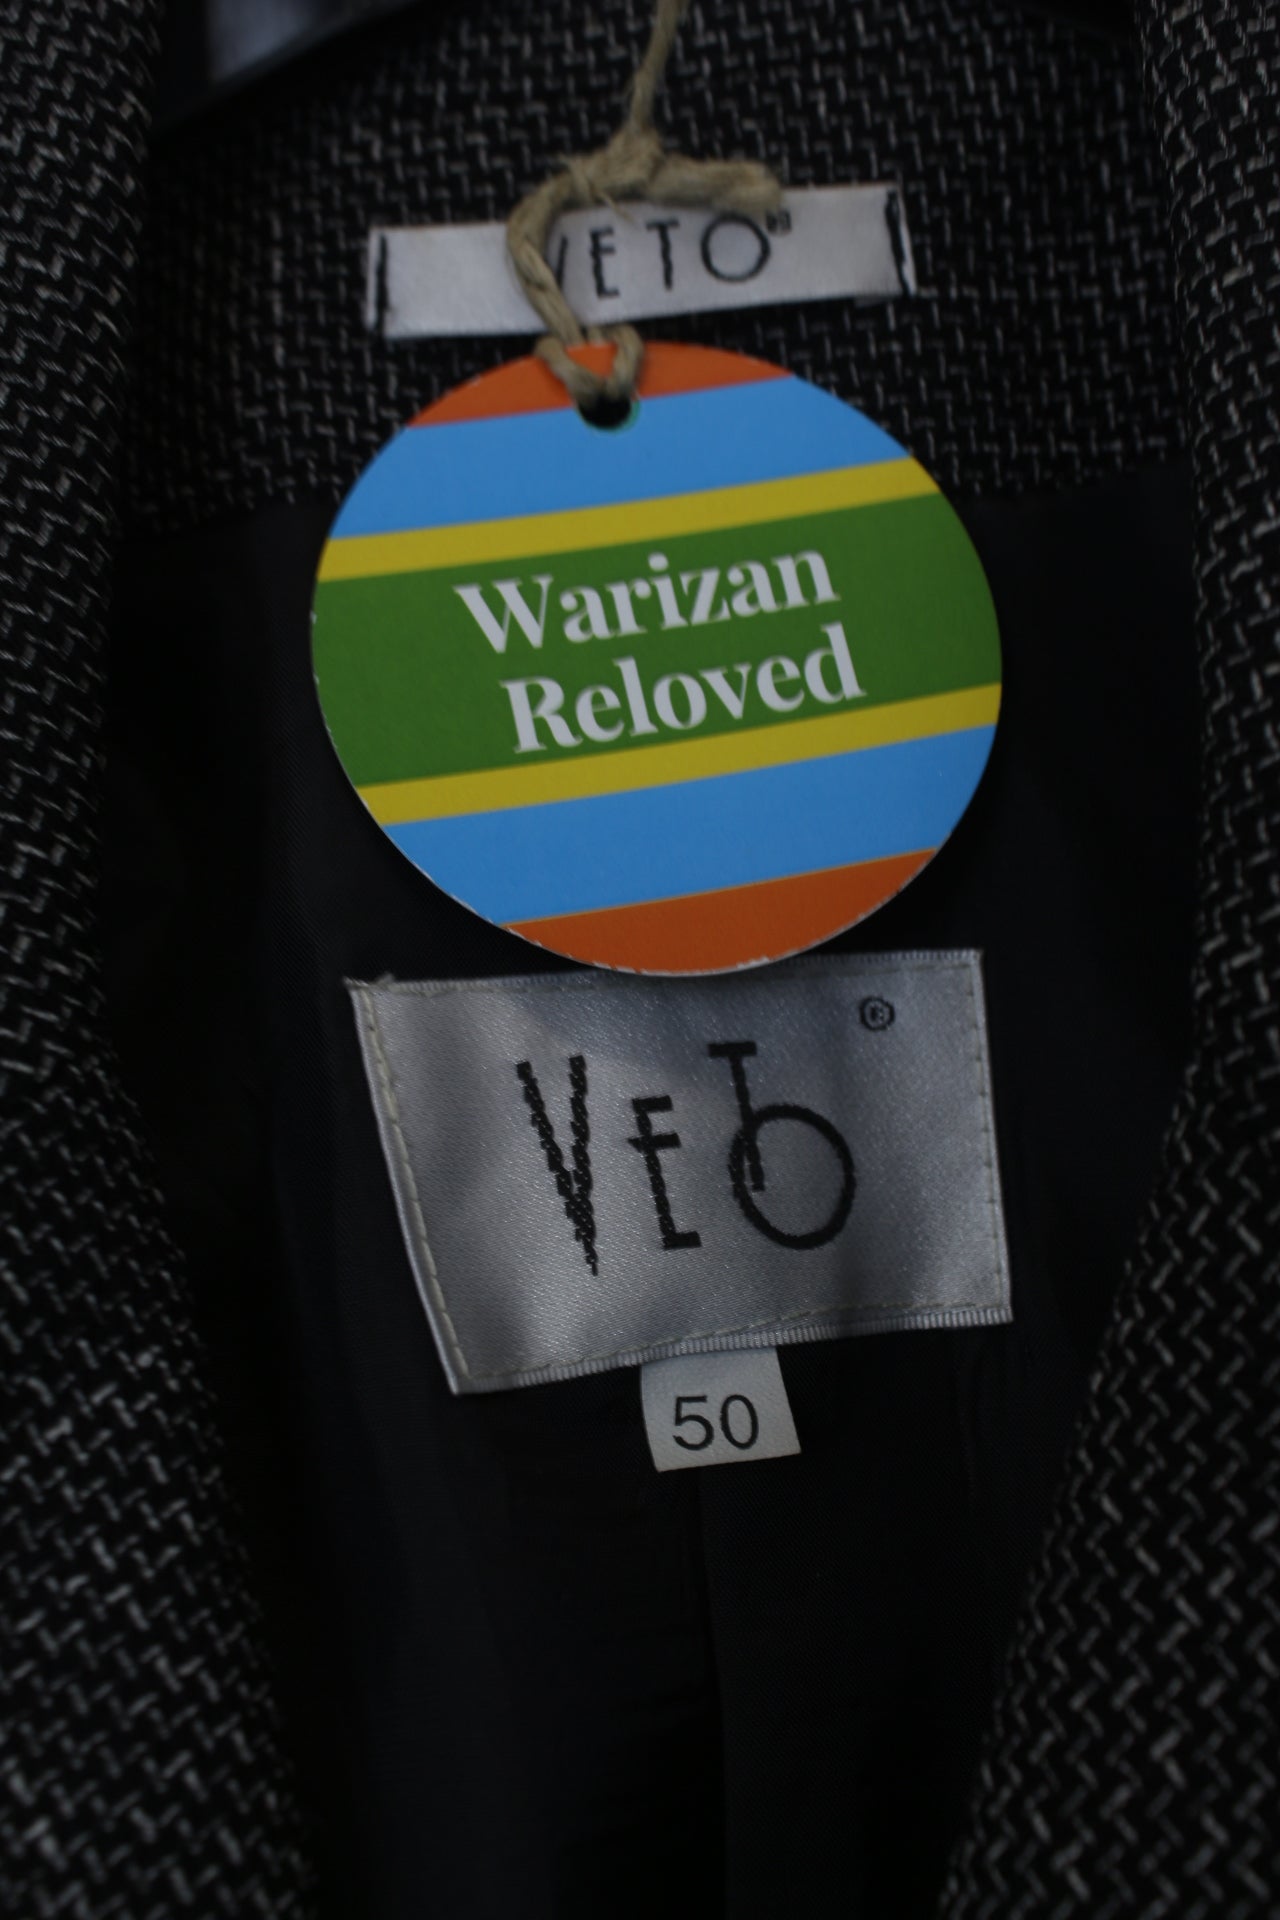 VETO®
Warizan
Reloved
VETO ®
50